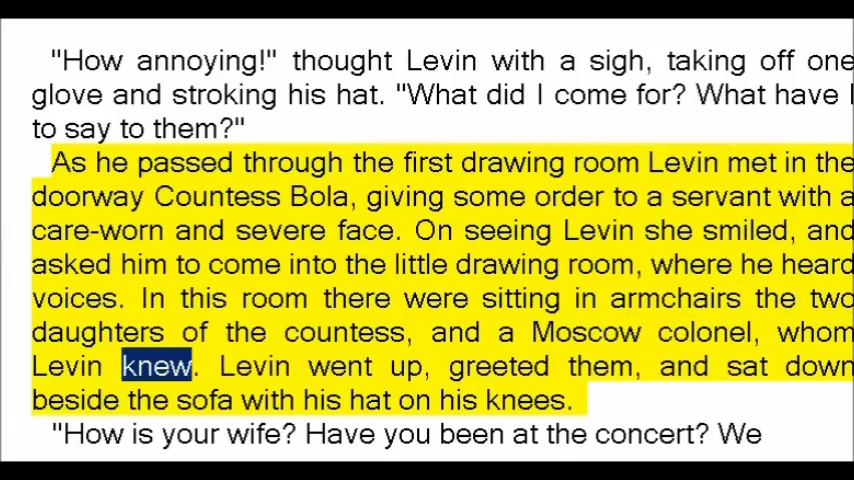 "How annoying!" thought Levin with a sigh, taking off one
glove and stroking his hat. "What did I come for? What have I
to say to them?"
As he passed through the first drawing room Levin met in the
doorway Countess Bola, giving some order to a servant with a
care-worn and severe face. On seeing Levin she smiled, and
asked him to come into the little drawing room, where he heard
voices. In this room there were sitting in armchairs the two
daughters of the countess, and a Moscow colonel, whom
Levin knew. Levin went up, greeted them, and sat down
beside the sofa with his hat on his knees.
"How is your wife? Have you been at the concert? We